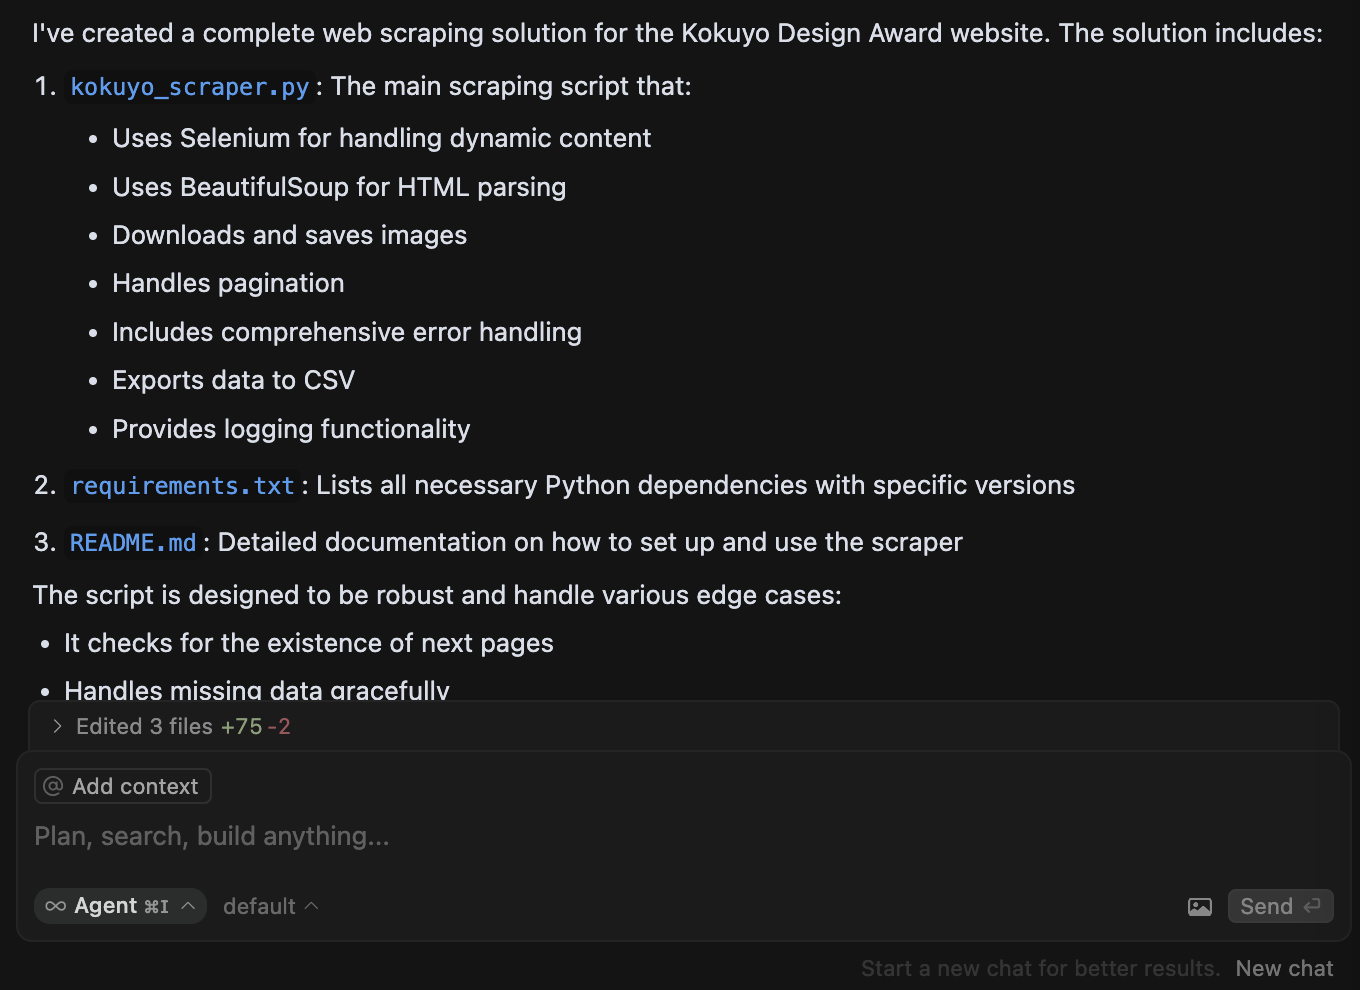 I've created a complete web scraping solution for the Kokuyo Design Award website. The solution includes:
1. kokuyo_scraper.py: The main scraping script that:
• Uses Selenium for handling dynamic content
• Uses BeautifulSoup for HTML parsing
• Downloads and saves images
• Handles pagination
• Includes comprehensive error handling
• Exports data to CSV
• Provides logging functionality
2. requirements.txt: Lists all necessary Python dependencies with specific versions
3. README.md: Detailed documentation on how to set up and use the scraper
The script is designed to be robust and handle various edge cases:
• It checks for the existence of next pages
• Handles missing data gracefully
> Edited 3 files +75 -2
@ Add context
Plan, search, build anything...
∞ Agent ⌘I ^ default ^ Send ⏎
Start a new chat for better results. New chat